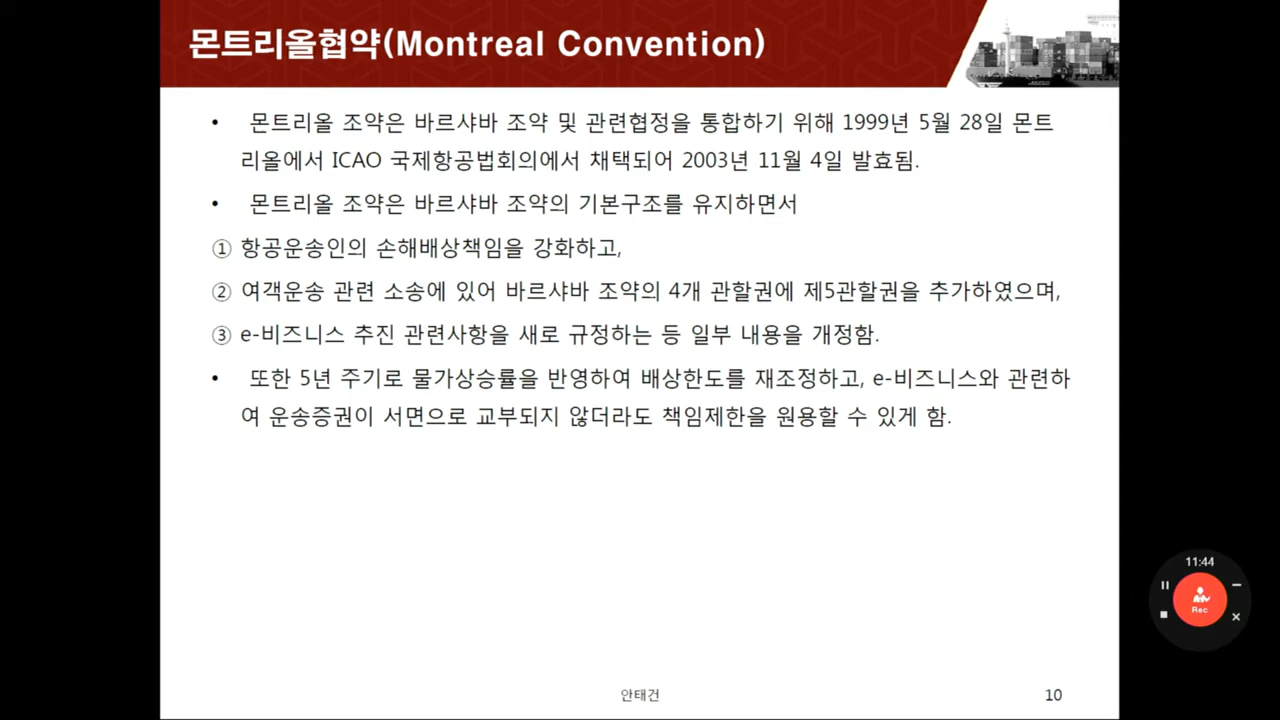 몬트리올협약(Montreal Convention)
• 몬트리올 조약은 바르샤바 조약 및 관련협정을 통합하기 위해 1999년 5월 28일 몬트
리올에서 ICAO 국제항공법회의에서 채택되어 2003년 11월 4일 발효됨.
• 몬트리올 조약은 바르샤바 조약의 기본구조를 유지하면서
① 항공운송인의 손해배상책임을 강화하고,
② 여객운송 관련 소송에 있어 바르샤바 조약의 4개 관할권에 제5관할권을 추가하였으며,
③ e-비즈니스 추진 관련사항을 새로 규정하는 등 일부 내용을 개정함.
• 또한 5년 주기로 물가상승률을 반영하여 배상한도를 재조정하고, e-비즈니스와 관련하
여 운송증권이 서면으로 교부되지 않더라도 책임제한을 원용할 수 있게 함.
11:44
Rec
안태건
10